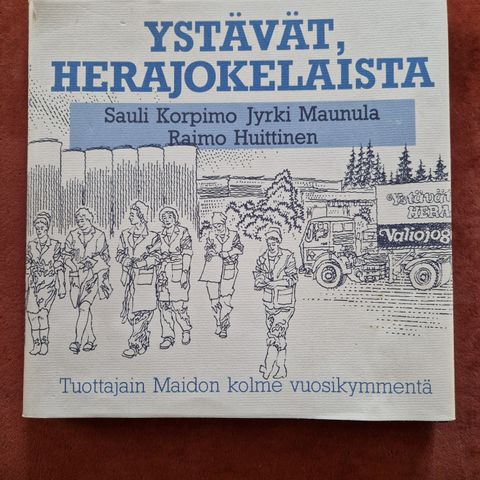 YSTÄVÄT,
HERAJOKELAISTA
Sauli Korpimo Jyrki Maunula
Raimo Huittinen
Ystävät
HERA
Valiojog
Tuottajain Maidon kolme vuosikymmentä